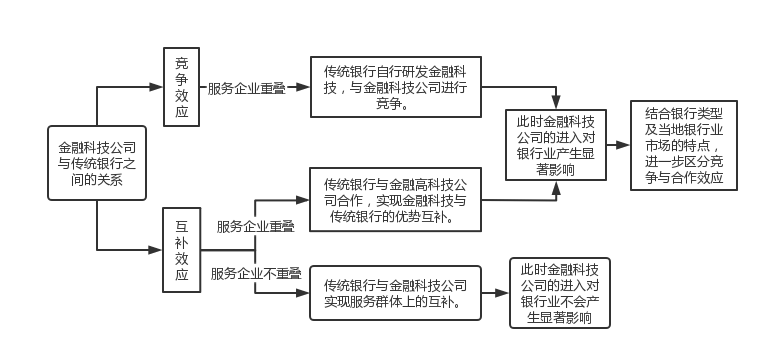 金融科技公司
与传统银行之
间的关系
竞
争
效
应
服务企业重叠
传统银行自行研发金融科
技，与金融科技公司进行
竞争。
此时金融科技
公司的进入对
银行业产生显
著影响
结合银行类型
及当地银行业
市场的特点，
进一步区分竞
争与合作效应
互
补
效
应
服务企业重叠
传统银行与金融高科技公
司合作，实现金融科技与
传统银行的优势互补。
服务企业不重叠
传统银行与金融科技公司
实现服务群体上的互补。
此时金融科技
公司的进入对
银行业不会产
生显著影响